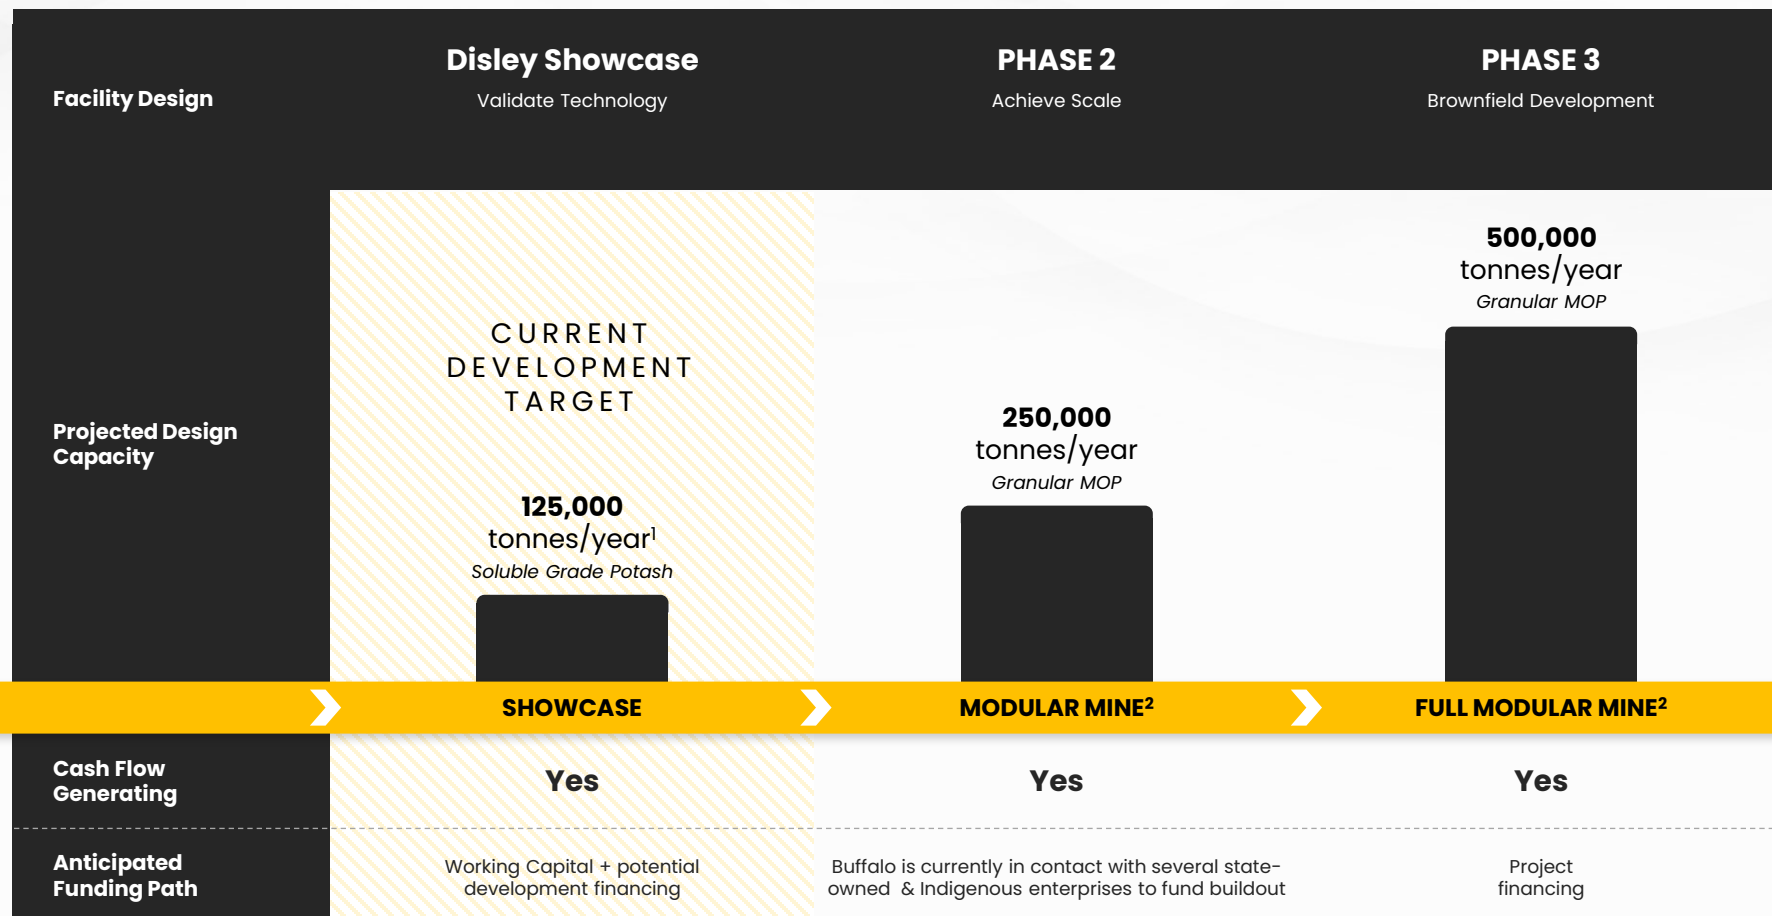 Facility Design
Disley Showcase
Validate Technology
PHASE 2
Achieve Scale
PHASE 3
Brownfield Development
Projected Design
Capacity
CURRENT
DEVELOPMENT
TARGET
125,000
tonnes/year¹
Soluble Grade Potash
250,000
tonnes/year
Granular MOP
500,000
tonnes/year
Granular MOP
SHOWCASE
MODULAR MINE²
FULL MODULAR MINE²
Cash Flow
Generating
Yes
Yes
Yes
Anticipated
Funding Path
Working Capital + potential
development financing
Buffalo is currently in contact with several state-
owned & Indigenous enterprises to fund buildout
Project
financing